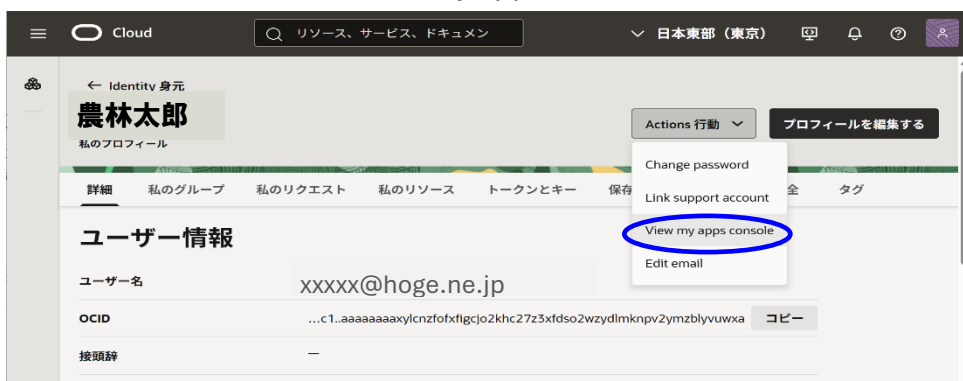 Cloud
リソース、サービス、ドキュメン
日本東部（東京）
← Identity 身元
農林太郎
私のプロフィール
Actions 行動
プロフィールを編集する
Change password
Link support account
View my apps console
Edit email
詳細 私のグループ 私のリクエスト 私のリソース トークンとキー 保存 全 タグ
ユーザー情報
ユーザー名 xxxxx@hoge.ne.jp
OCID ...c1..aaaaaaaaxylcnzfofxfigcjo2khc27z3xfdso2wzydlmknpv2ymzblyvuwxa コピー
接頭辞 —